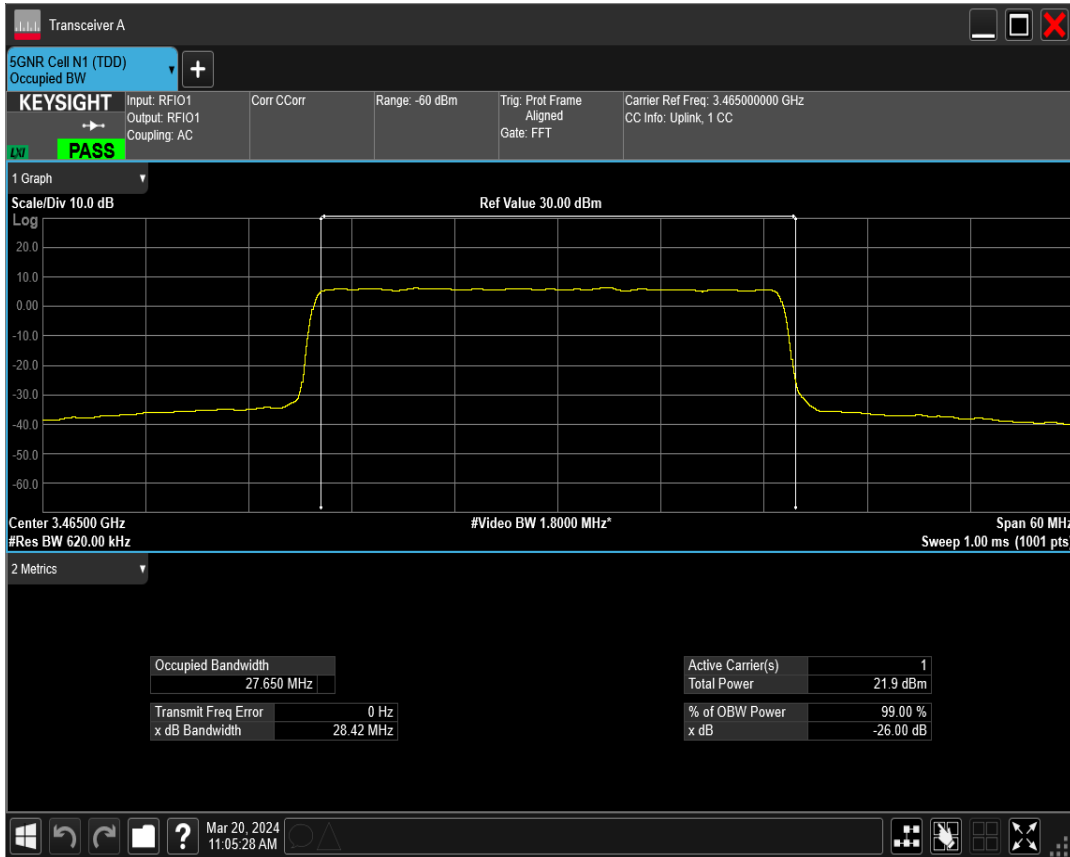 Transceiver A
5GNR Cell N1 (TDD)
Occupied BW
+
KEYSIGHT
LXI
PASS
Input: RFIO1
Output: RFIO1
Coupling: AC
Corr CCorr
Range: -60 dBm
Trig: Prot Frame
Aligned
Gate: FFT
Carrier Ref Freq: 3.465000000 GHz
CC Info: Uplink, 1 CC
1 Graph
Scale/Div 10.0 dB
Ref Value 30.00 dBm
Log
20.0
10.0
0.00
-10.0
-20.0
-30.0
-40.0
-50.0
-60.0
Center 3.46500 GHz
#Video BW 1.8000 MHz*
Span 60 MHz
#Res BW 620.00 kHz
Sweep 1.00 ms (1001 pts)
2 Metrics
Occupied Bandwidth
27.650 MHz
Transmit Freq Error 0 Hz
x dB Bandwidth 28.42 MHz
Active Carrier(s) 1
Total Power 21.9 dBm
% of OBW Power 99.00 %
x dB -26.00 dB
?
Mar 20, 2024
11:05:28 AM